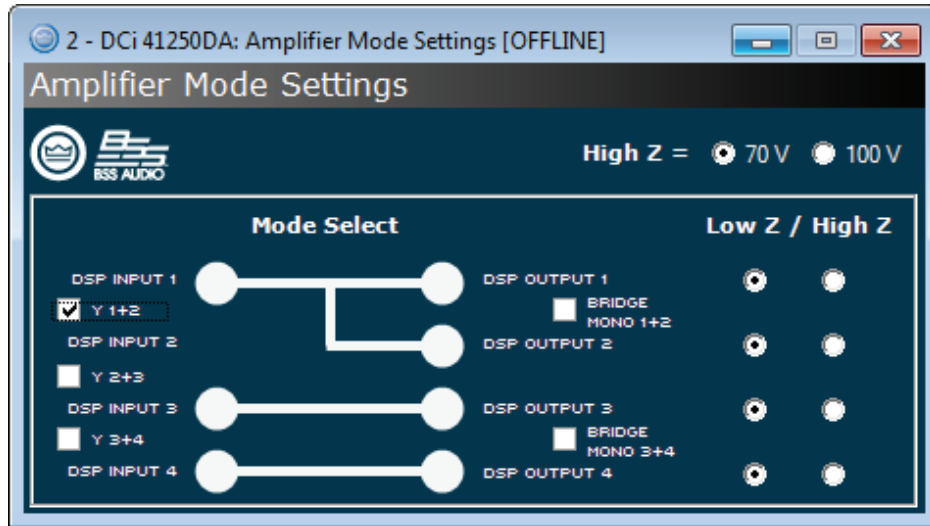 2 - DCi 41250DA: Amplifier Mode Settings [OFFLINE]
Amplifier Mode Settings
BSS AUDIO
High Z = 70 V 100 V
Mode Select
Low Z / High Z
DSP INPUT 1
Y 1+2
DSP INPUT 2
Y 2+3
DSP INPUT 3
Y 3+4
DSP INPUT 4
DSP OUTPUT 1
BRIDGE
MONO 1+2
DSP OUTPUT 2
DSP OUTPUT 3
BRIDGE
MONO 3+4
DSP OUTPUT 4